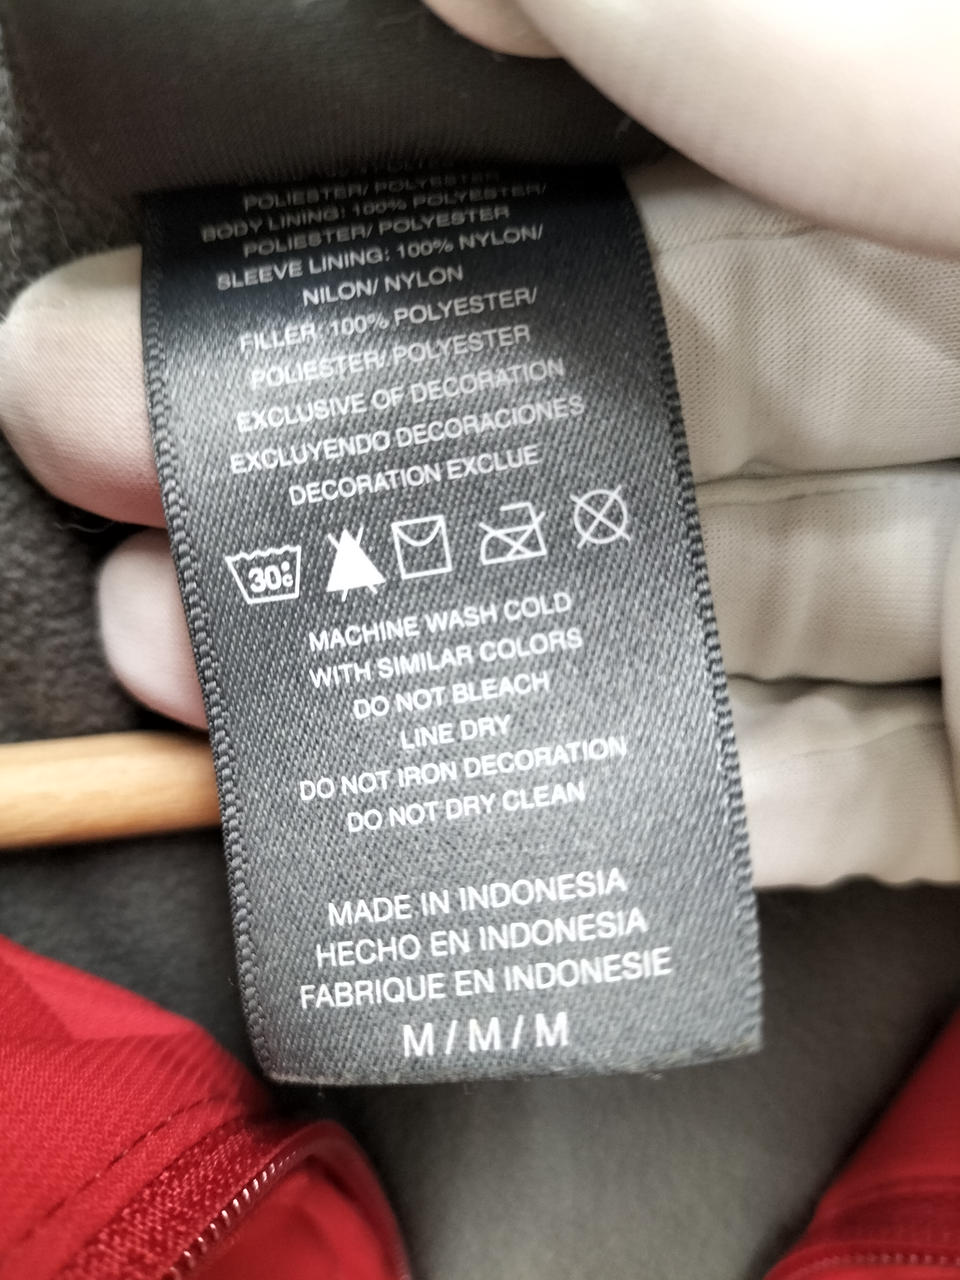 POLIESTER/ POLYESTER
BODY LINING: 100% POLYESTER/
POLIESTER/ POLYESTER
SLEEVE LINING: 100% NYLON/
NILON/ NYLON
FILLER: 100% POLYESTER/
POLIESTER/ POLYESTER
EXCLUSIVE OF DECORATION
EXCLUYENDO DECORACIONES
DECORATION EXCLUE
30°C
MACHINE WASH COLD
WITH SIMILAR COLORS
DO NOT BLEACH
LINE DRY
DO NOT IRON DECORATION
DO NOT DRY CLEAN
MADE IN INDONESIA
HECHO EN INDONESIA
FABRIQUE EN INDONESIE
M / M / M